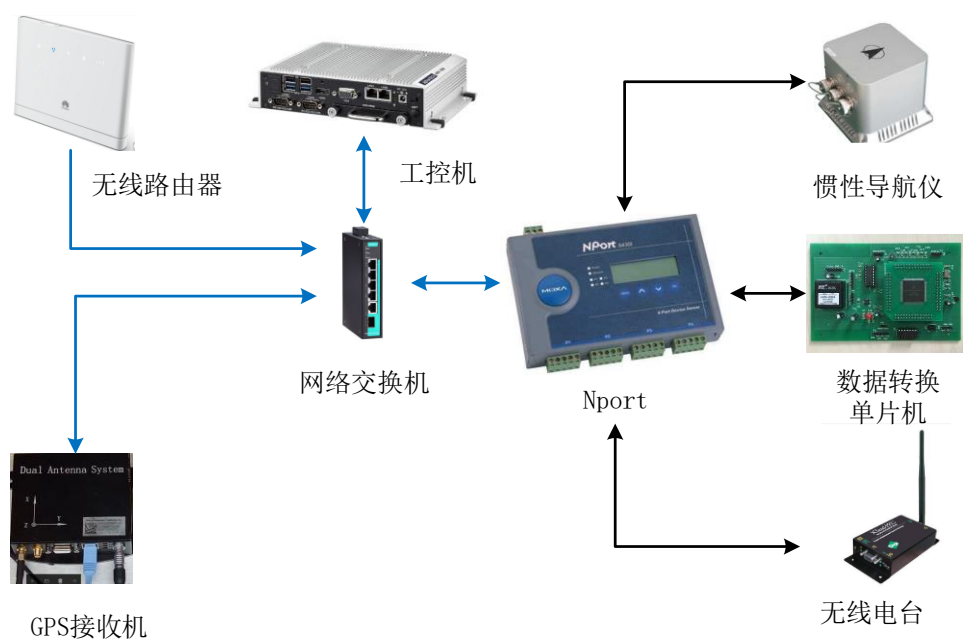 无线路由器
工控机
惯性导航仪
NPort
MOXA
网络交换机
Nport
数据转换
单片机
Dual Antenna System
X
Z
Y
GPS接收机
无线电台